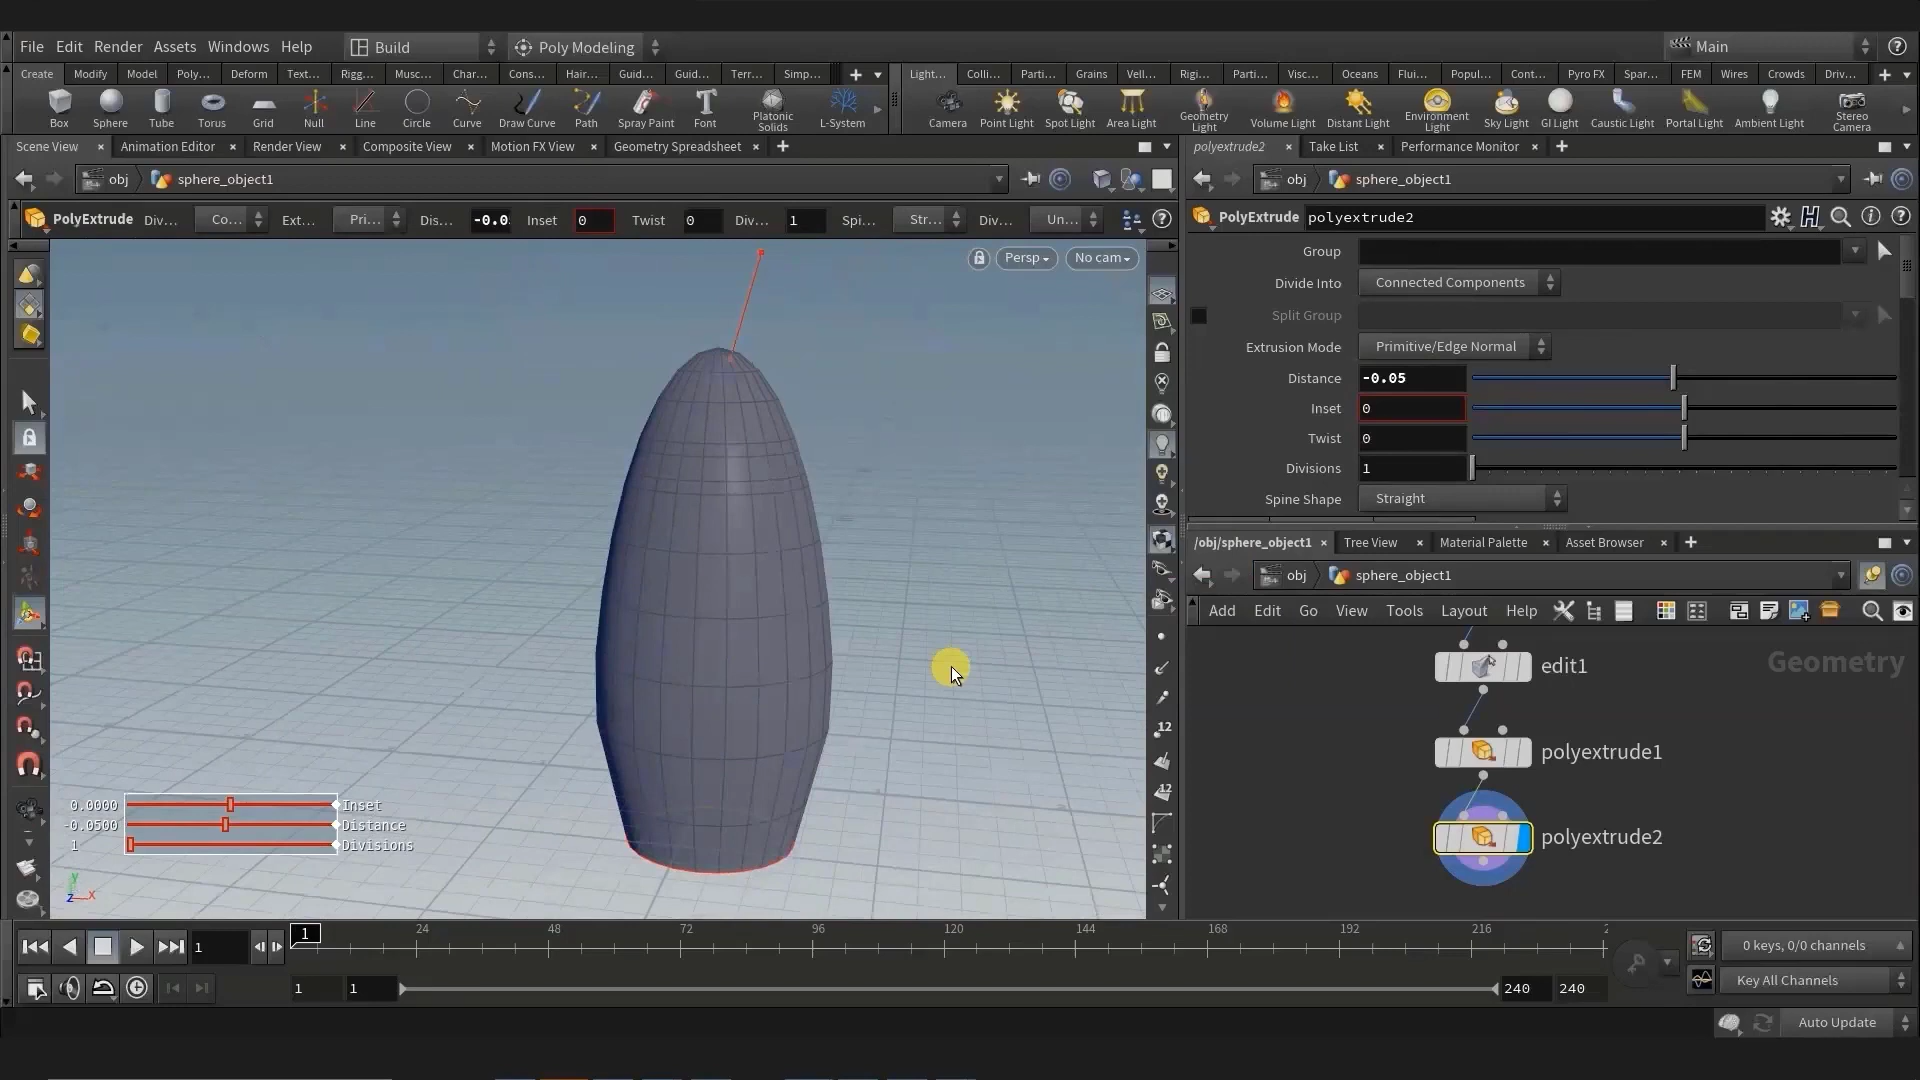 File Edit Render Assets Windows Help Build Poly Modeling Main
Create Modify Model Poly... Deform Text... Rigg... Musc... Char... Cons... Hair... Guid... Guid... Terr... Simp... Light... Colli... Parti... Grains Vell... Rigi... Parti... Visc... Oceans Flui... Popul... Cont... Pyro FX Spar... FEM Wires Crowds Driv...
Box Sphere Tube Torus Grid Null Line Circle Curve Draw Curve Path Spray Paint Font Platonic Solids L-System Camera Point Light Spot Light Area Light Geometry Light Volume Light Distant Light Environment Light Sky Light GI Light Caustic Light Portal Light Ambient Light Stereo Camera
Scene View Animation Editor Render View Composite View Motion FX View Geometry Spreadsheet
obj sphere_object1
PolyExtrude Div... Co... Ext... Pri... Dis... -0.0 Inset 0 Twist 0 Div... 1 Spi... Str... Div... Un...
Persp No cam
12
12
0.0000 Inset
-0.0500 Distance
1 Divisions
y
z x
polyextrude2 Take List Performance Monitor
obj sphere_object1
PolyExtrude polyextrude2
Group
Divide Into Connected Components
Split Group
Extrusion Mode Primitive/Edge Normal
Distance -0.05
Inset 0
Twist 0
Divisions 1
Spine Shape Straight
/obj/sphere_object1 Tree View Material Palette Asset Browser
obj sphere_object1
Add Edit Go View Tools Layout Help
Geometry
edit1
polyextrude1
polyextrude2
1 1 24 48 72 96 120 144 168 192 216 2
0 keys, 0/0 channels
1 1 240 240 Key All Channels
Auto Update